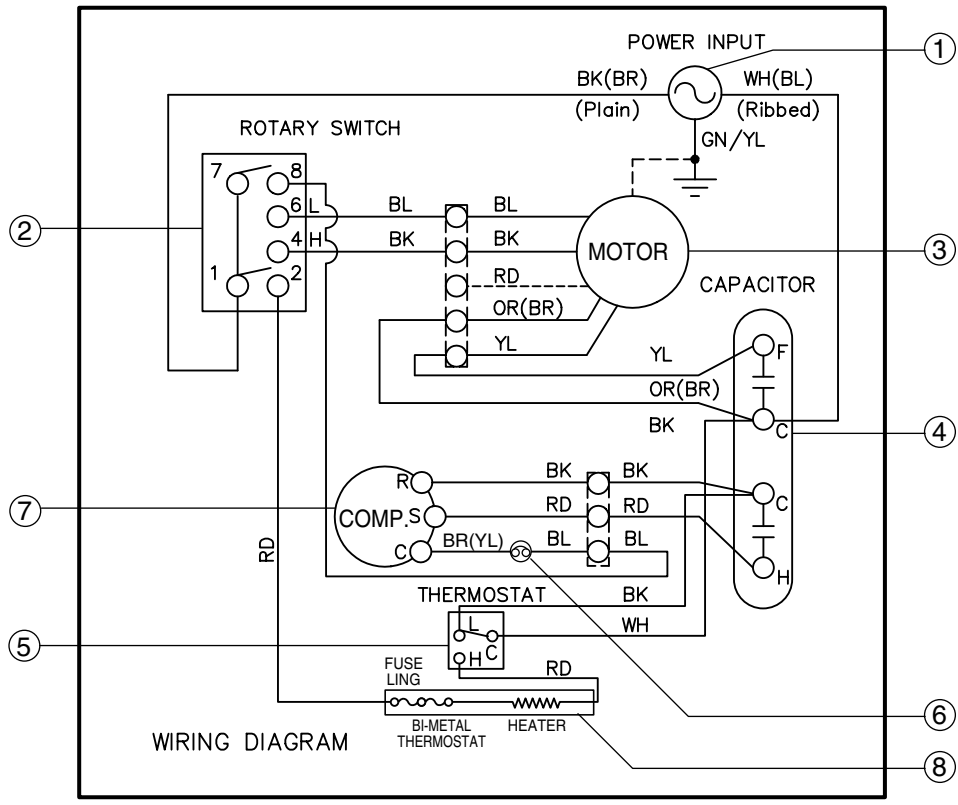 POWER INPUT
1
BK(BR)
WH(BL)
(Plain)
(Ribbed)
ROTARY SWITCH
GN/YL
7
8
6
L
BL
BL
2
4
H
BK
BK
MOTOR
3
1
2
RD
CAPACITOR
OR(BR)
YL
YL
F
OR(BR)
BK
C
4
R
BK
BK
7
COMP.
S
RD
RD
C
C
BR(YL)
BL
BL
RD
H
THERMOSTAT
BK
L
WH
5
H
C
FUSE
LING
RD
6
BI-METAL
THERMOSTAT
HEATER
WIRING DIAGRAM
8